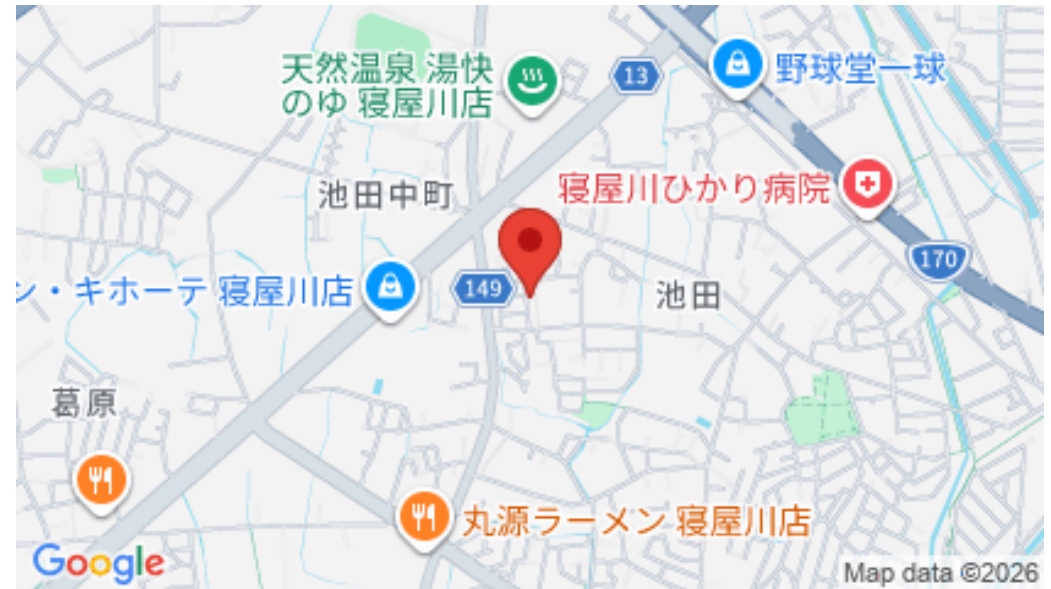 天然温泉 湯快
のゆ 寝屋川店
13
野球堂一球
池田中町
寝屋川ひかり病院
170
ン・キホーテ 寝屋川店
149
池田
葛原
丸源ラーメン 寝屋川店
Google
Map data ©2026